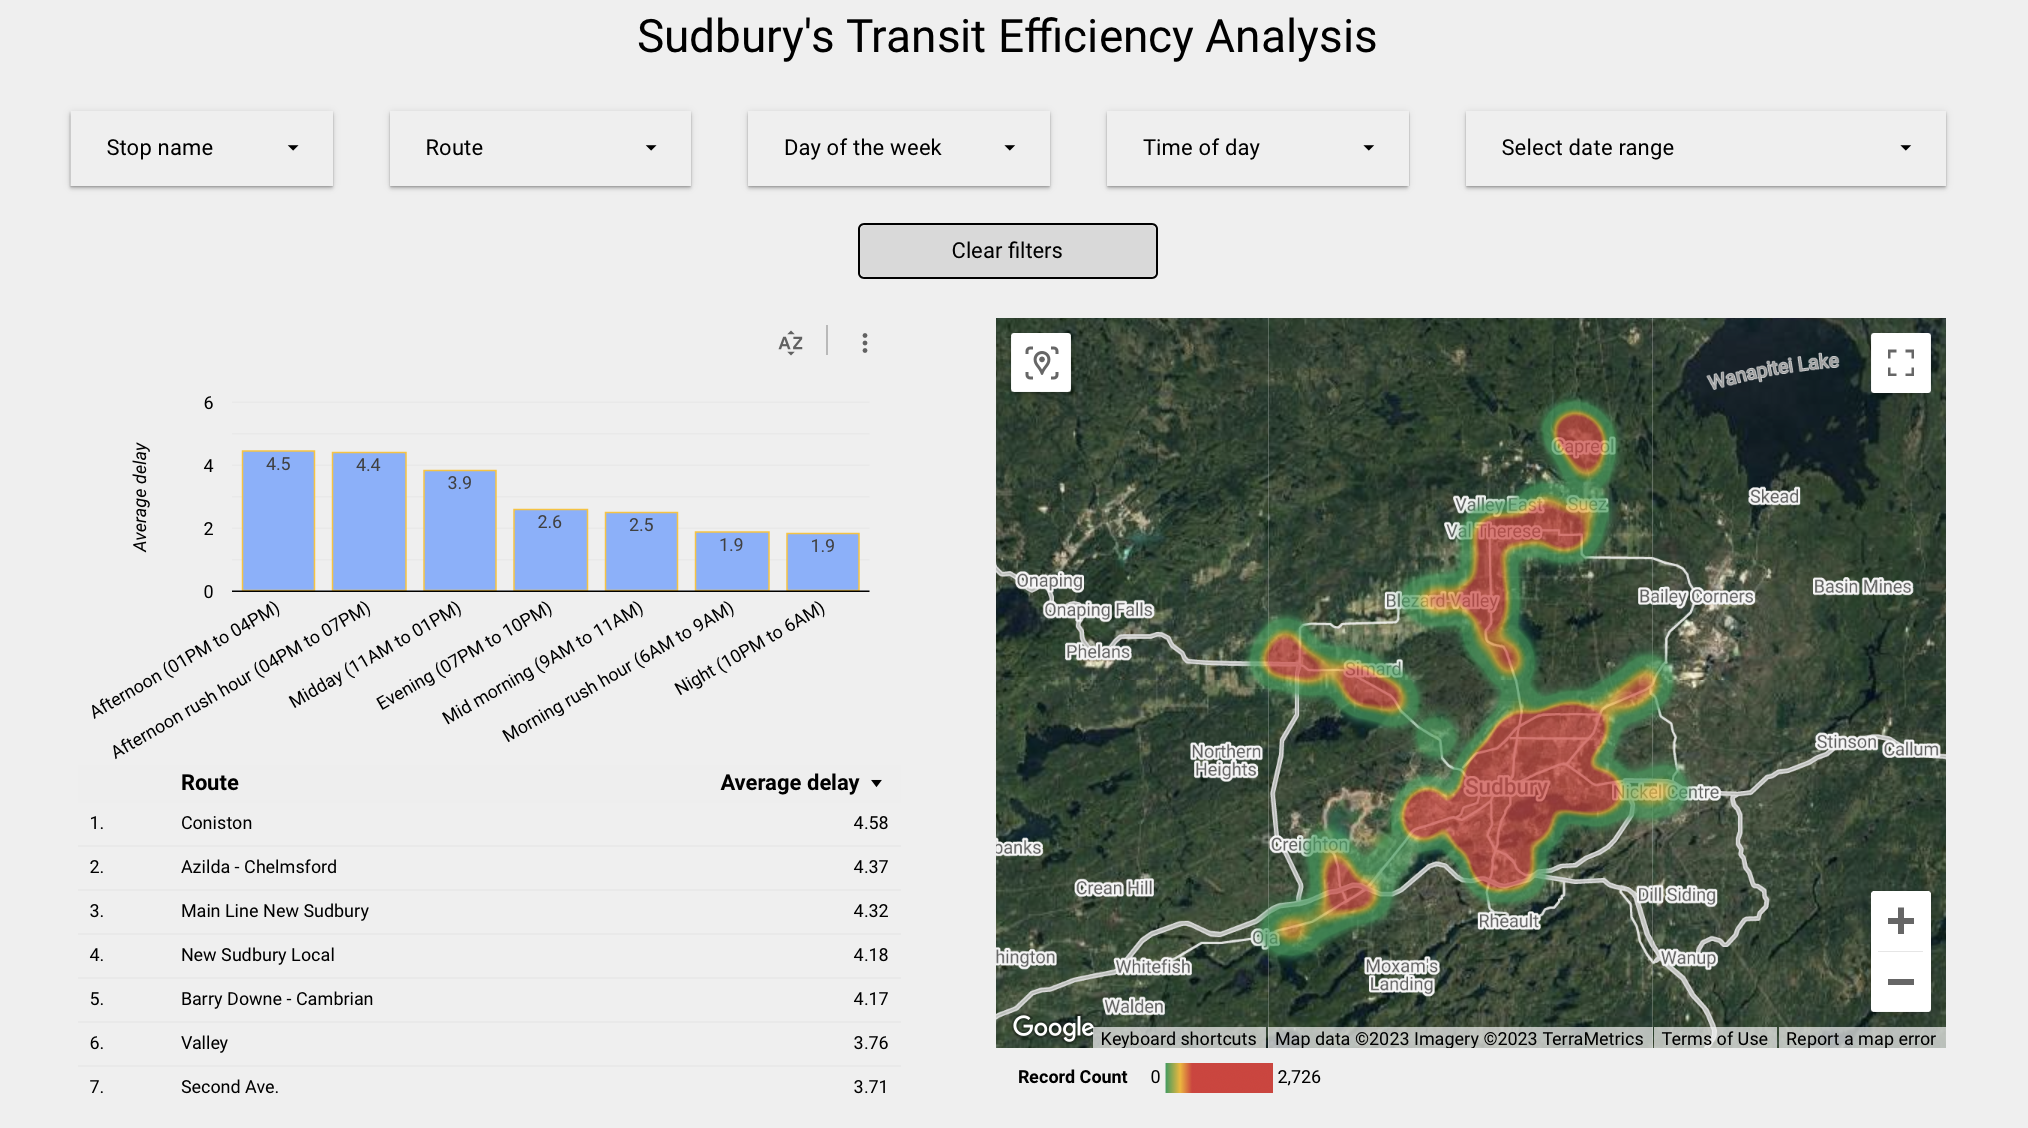 Sudbury's Transit Efficiency Analysis
Stop name
Route
Day of the week
Time of day
Select date range
Clear filters
AZ
Average delay
6
4
2
0
4.5
4.4
3.9
2.6
2.5
1.9
1.9
Afternoon (01PM to 04PM)
Afternoon rush hour (04PM to 07PM)
Midday (11AM to 01PM)
Evening (07PM to 10PM)
Mid morning (9AM to 11AM)
Morning rush hour (6AM to 9AM)
Night (10PM to 6AM)
Route Average delay
1. Coniston 4.58
2. Azilda - Chelmsford 4.37
3. Main Line New Sudbury 4.32
4. New Sudbury Local 4.18
5. Barry Downe - Cambrian 4.17
6. Valley 3.76
7. Second Ave. 3.71
Wanapitei Lake
Capreol
Skead
Valley East
Suez
Val Therese
Onaping
Basin Mines
Onaping Falls
Blezard Valley
Bailey Corners
Phelans
Simard
Northern
Heights
Stinson
Callum
Sudbury
Nickel Centre
banks
Creighton
Crean Hill
Dill Siding
Rheault
Oja
hington
Whitefish
Moxam's
Landing
Wanup
Walden
Google
Keyboard shortcuts
Map data ©2023 Imagery ©2023 TerraMetrics
Terms of Use
Report a map error
Record Count 0 2,726